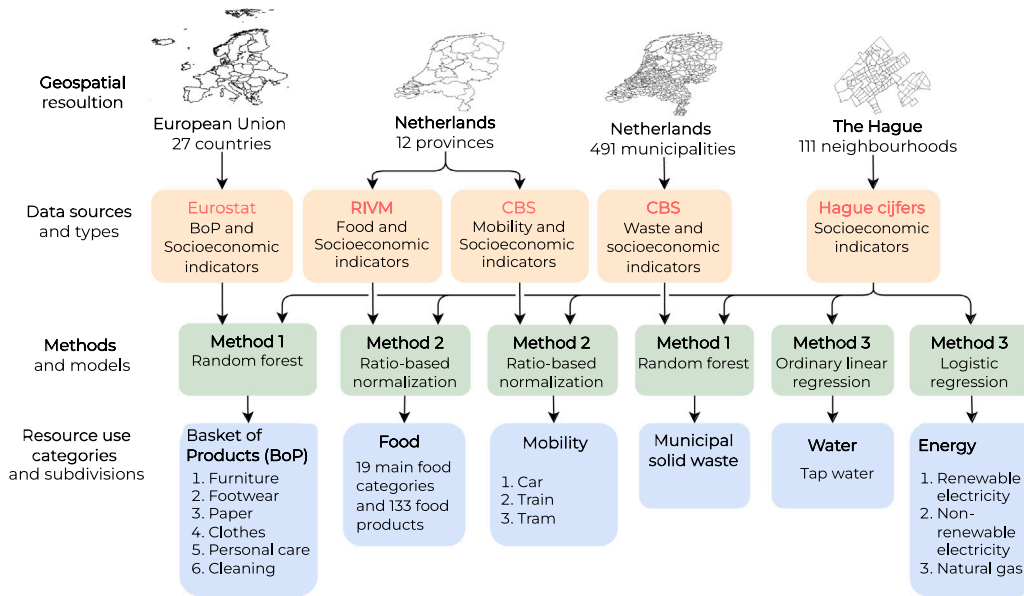 Geospatial
resoultion
European Union
27 countries
Netherlands
12 provinces
Netherlands
491 municipalities
The Hague
111 neighbourhoods
Data sources
and types
Eurostat
BoP and
Socioeconomic
indicators
RIVM
Food and
Socioeconomic
indicators
CBS
Mobility and
Socioeconomic
indicators
CBS
Waste and
socioeconomic
indicators
Hague cijfers
Socioeconomic
indicators
Methods
and models
Method 1
Random forest
Method 2
Ratio-based
normalization
Method 2
Ratio-based
normalization
Method 1
Random forest
Method 3
Ordinary linear
regression
Method 3
Logistic
regression
Resource use
categories
and subdivisions
Basket of
Products (BoP)
1. Furniture
2. Footwear
3. Paper
4. Clothes
5. Personal care
6. Cleaning
Food
19 main food
categories
and 133 food
products
Mobility
1. Car
2. Train
3. Tram
Municipal
solid waste
Water
Tap water
Energy
1. Renewable
electricity
2. Non-
renewable
electricity
3. Natural gas